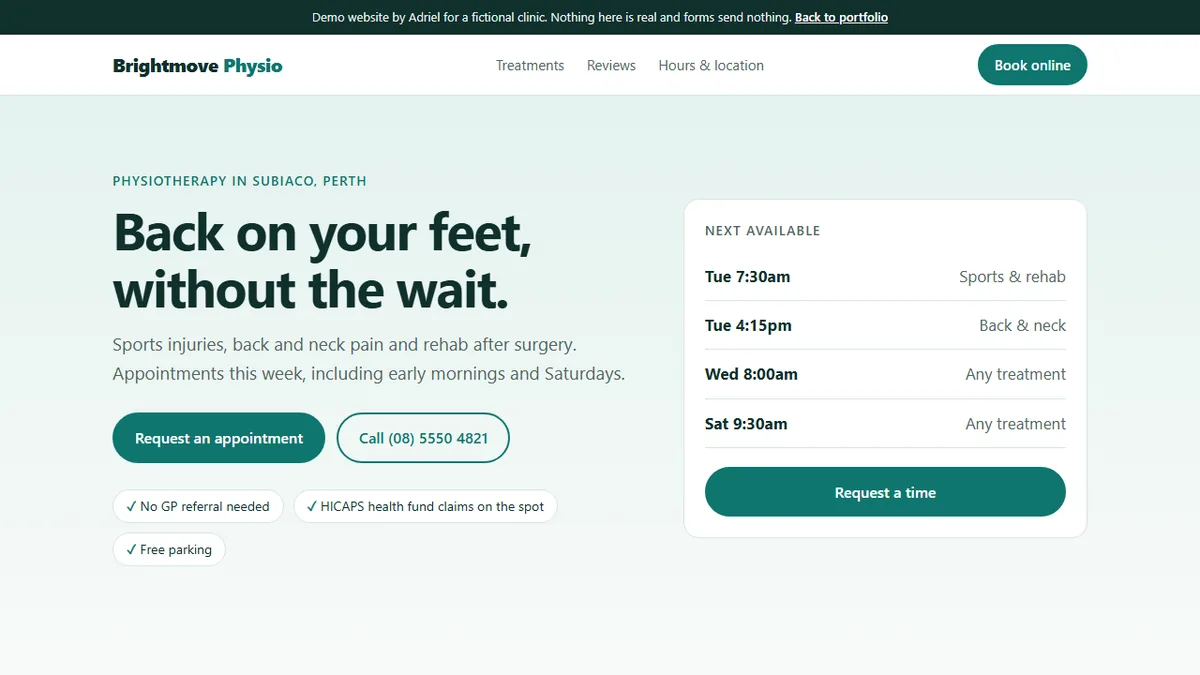 Demo website by Adriel for a fictional clinic. Nothing here is real and forms send nothing. Back to portfolio
Brightmove Physio
Treatments
Reviews
Hours & location
Book online
PHYSIOTHERAPY IN SUBIACO, PERTH
Back on your feet,
without the wait.
Sports injuries, back and neck pain and rehab after surgery.
Appointments this week, including early mornings and Saturdays.
Request an appointment
Call (08) 5550 4821
✓ No GP referral needed
✓ HICAPS health fund claims on the spot
✓ Free parking
NEXT AVAILABLE
Tue 7:30am Sports & rehab
Tue 4:15pm Back & neck
Wed 8:00am Any treatment
Sat 9:30am Any treatment
Request a time